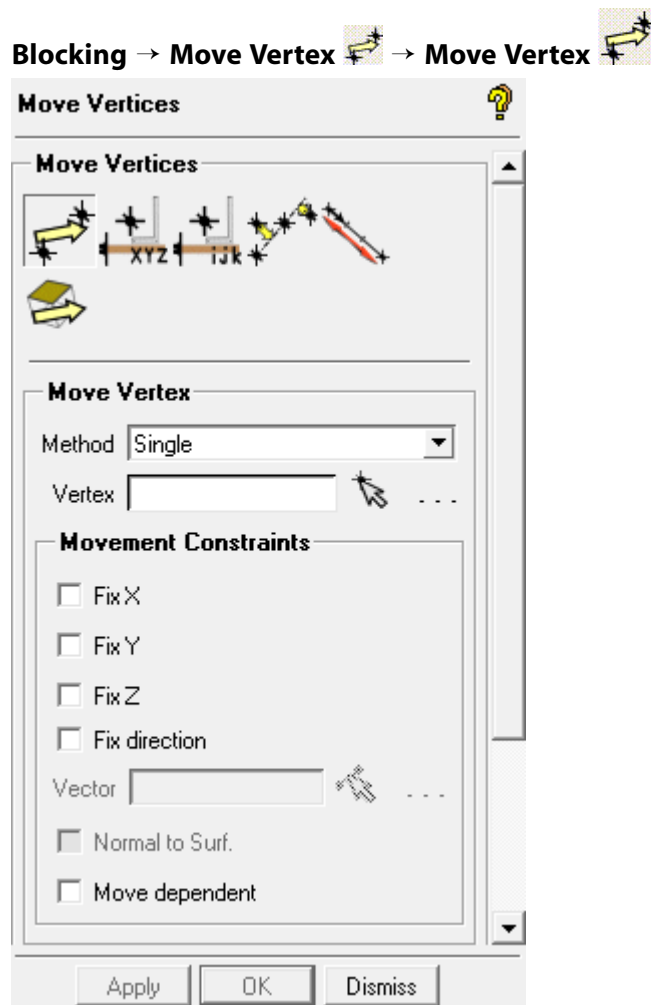 Blocking → Move Vertex → Move Vertex
Move Vertices
Move Vertices
XYZ ijk
Move Vertex
Method Single
Vertex ...
Movement Constraints
Fix X
Fix Y
Fix Z
Fix direction
Vector ...
Normal to Surf.
Move dependent
Apply OK Dismiss